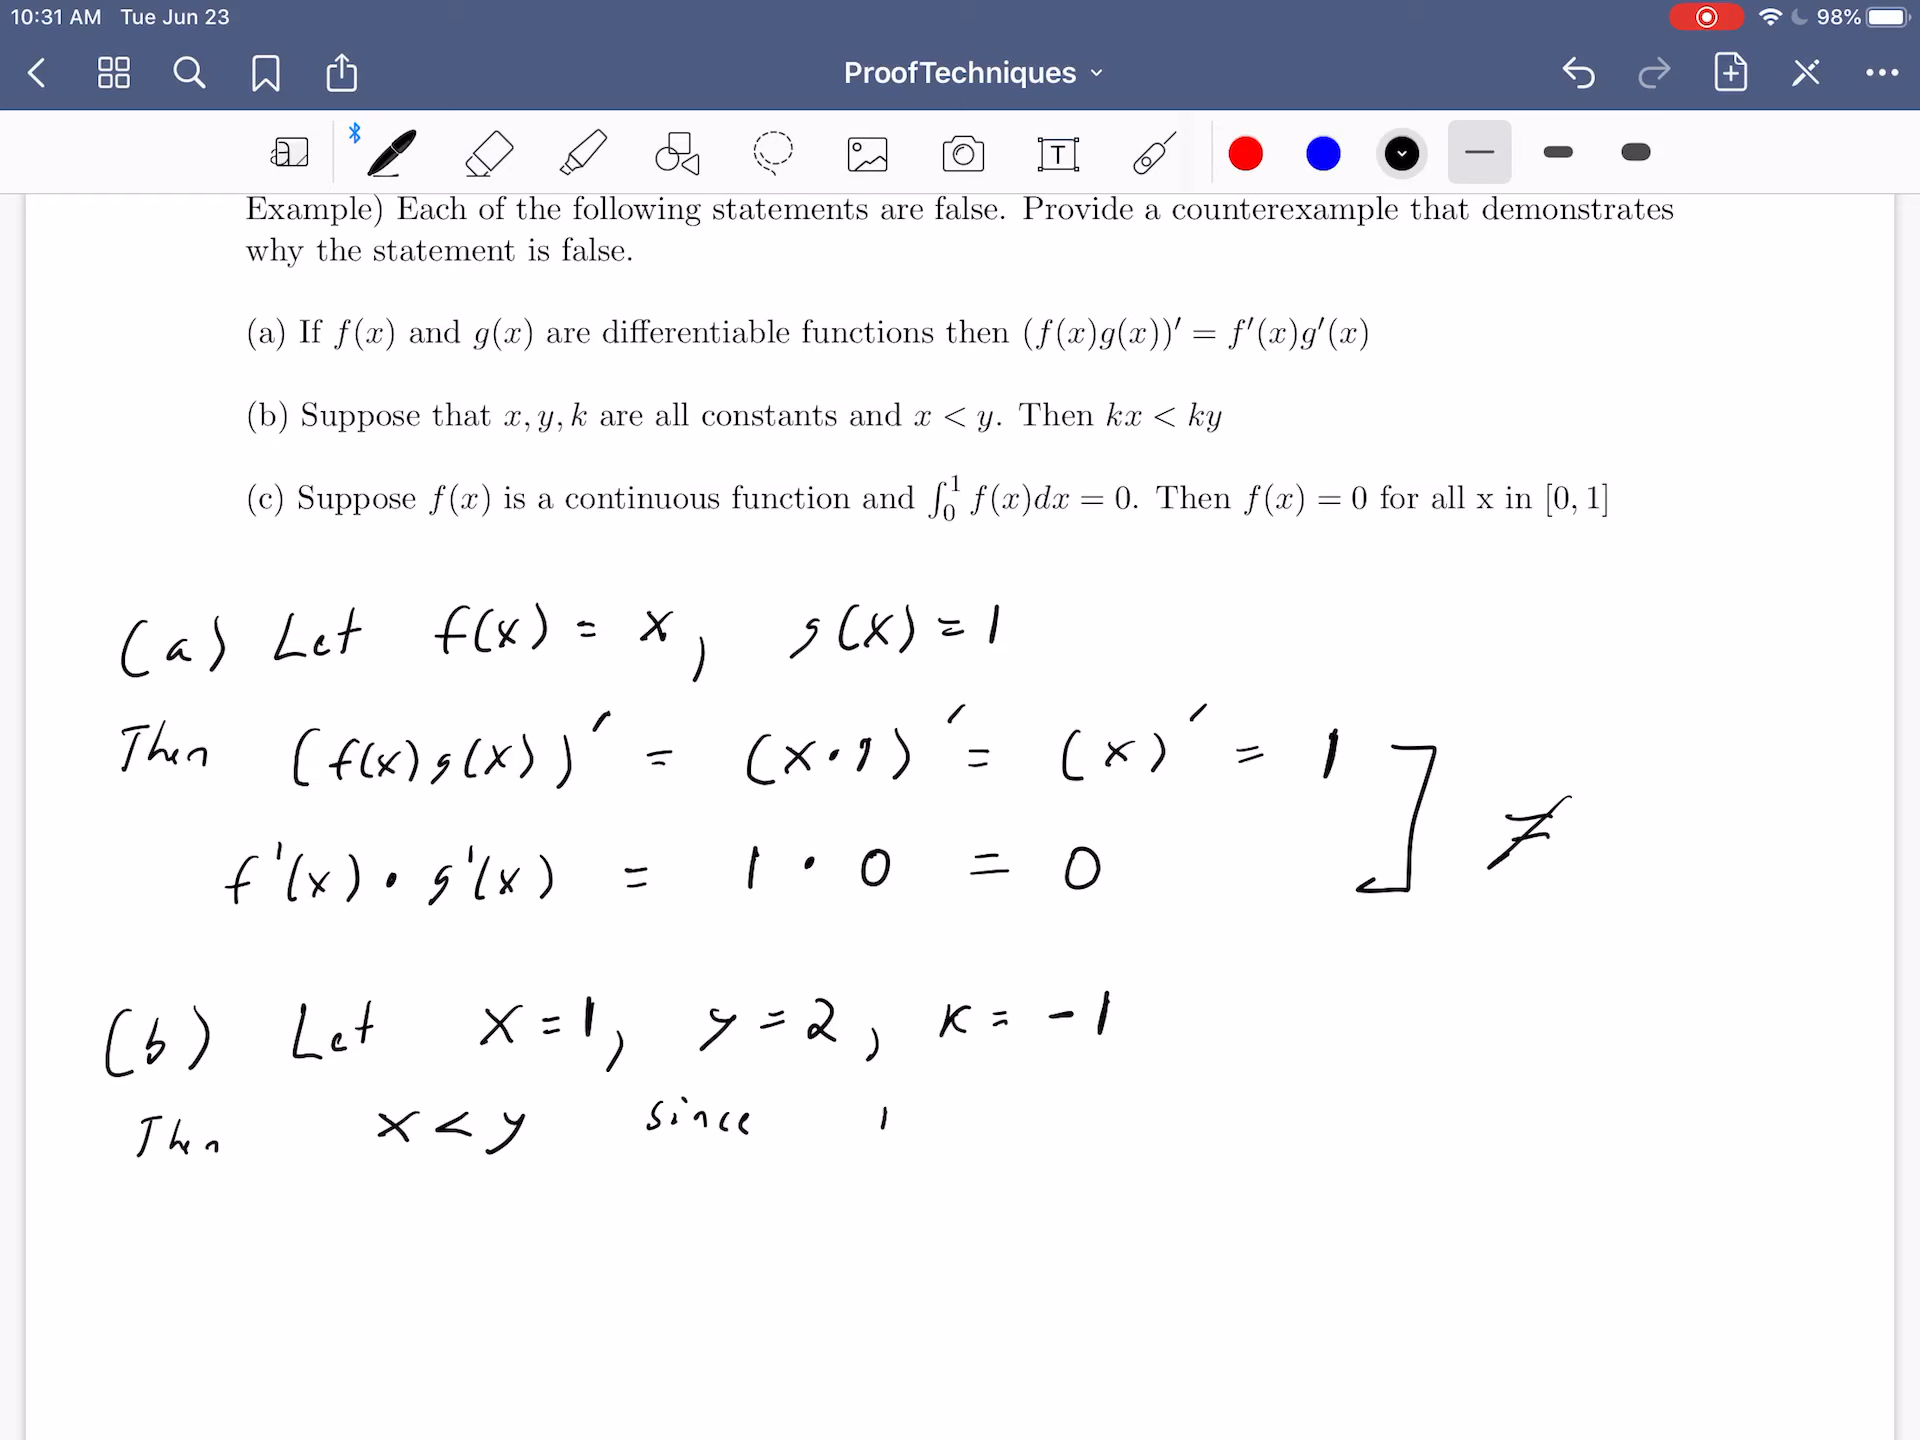 10:31 AM Tue Jun 23
98%
ProofTechniques
Example) Each of the following statements are false. Provide a counterexample that demonstrates
why the statement is false.
(a) If f(x) and g(x) are differentiable functions then (f(x)g(x))′ = f′(x)g′(x)
(b) Suppose that x, y, k are all constants and x < y. Then kx < ky
(c) Suppose f(x) is a continuous function and ∫₀¹ f(x)dx = 0. Then f(x) = 0 for all x in [0, 1]
(a) Let f(x) = x, g(x) = 1
Then (f(x)g(x))′ = (x·1)′ = (x)′ = 1
f′(x) · g′(x) = 1 · 0 = 0 ] ≠
(b) Let x = 1, y = 2, k = -1
Then x < y since 1